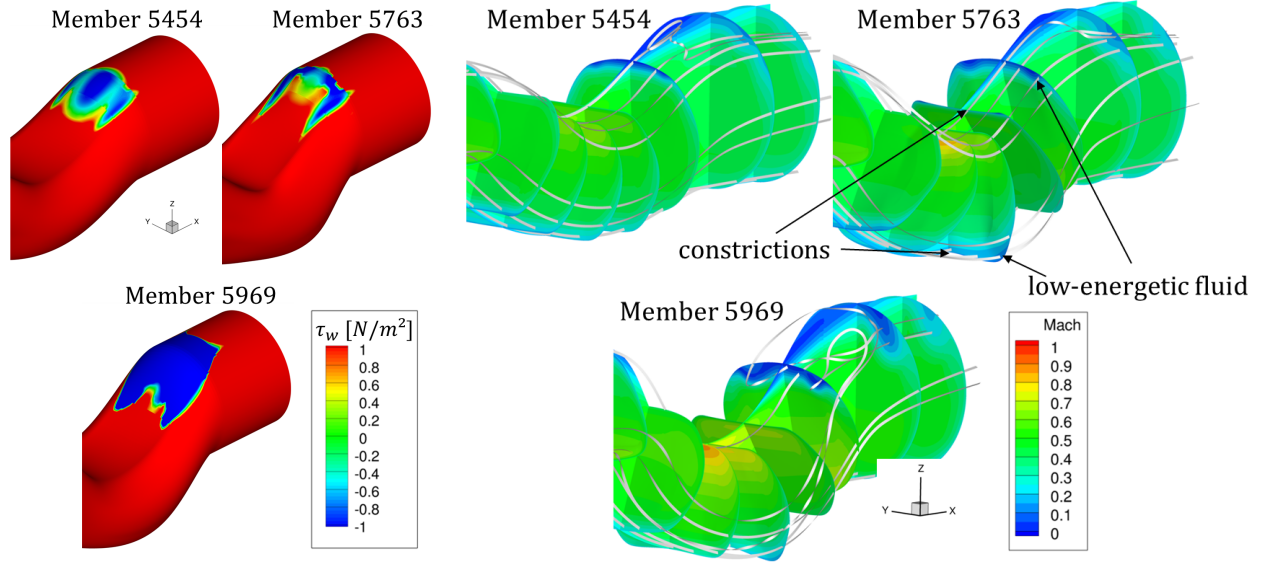 Member 5454
Member 5763
Y
Z
X
Member 5969
τw [N/m²]
1
0.8
0.6
0.4
0.2
0
-0.2
-0.4
-0.6
-0.8
-1
Member 5454
Member 5763
constrictions
low-energetic fluid
Member 5969
Z
Y
X
Mach
1
0.9
0.8
0.7
0.6
0.5
0.4
0.3
0.2
0.1
0